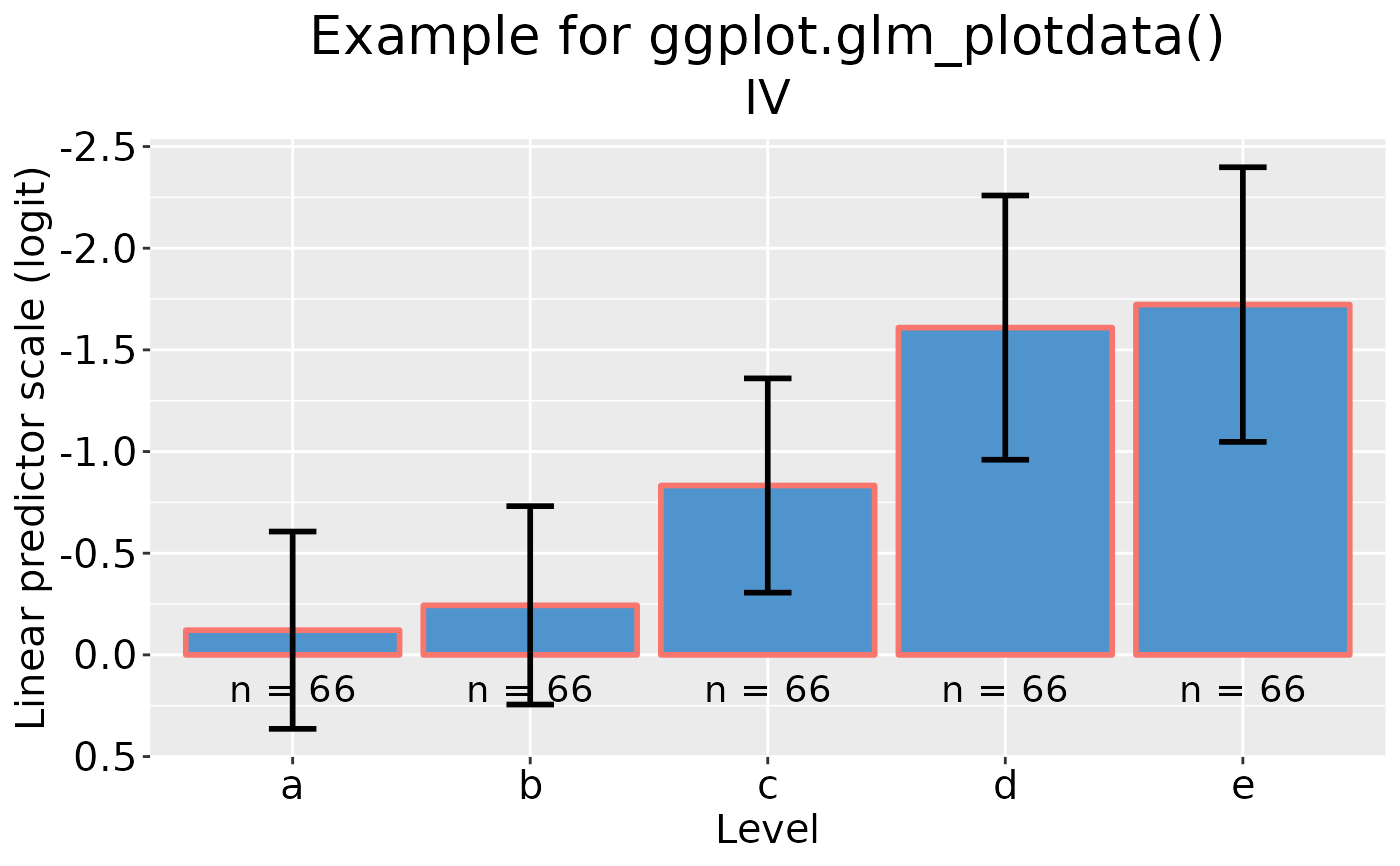 Example for ggplot.glm_plotdata()
IV
Linear predictor scale (logit)
-2.5
-2.0
-1.5
-1.0
-0.5
0.0
0.5
n = 66 n = 66 n = 66 n = 66 n = 66
a b c d e
Level